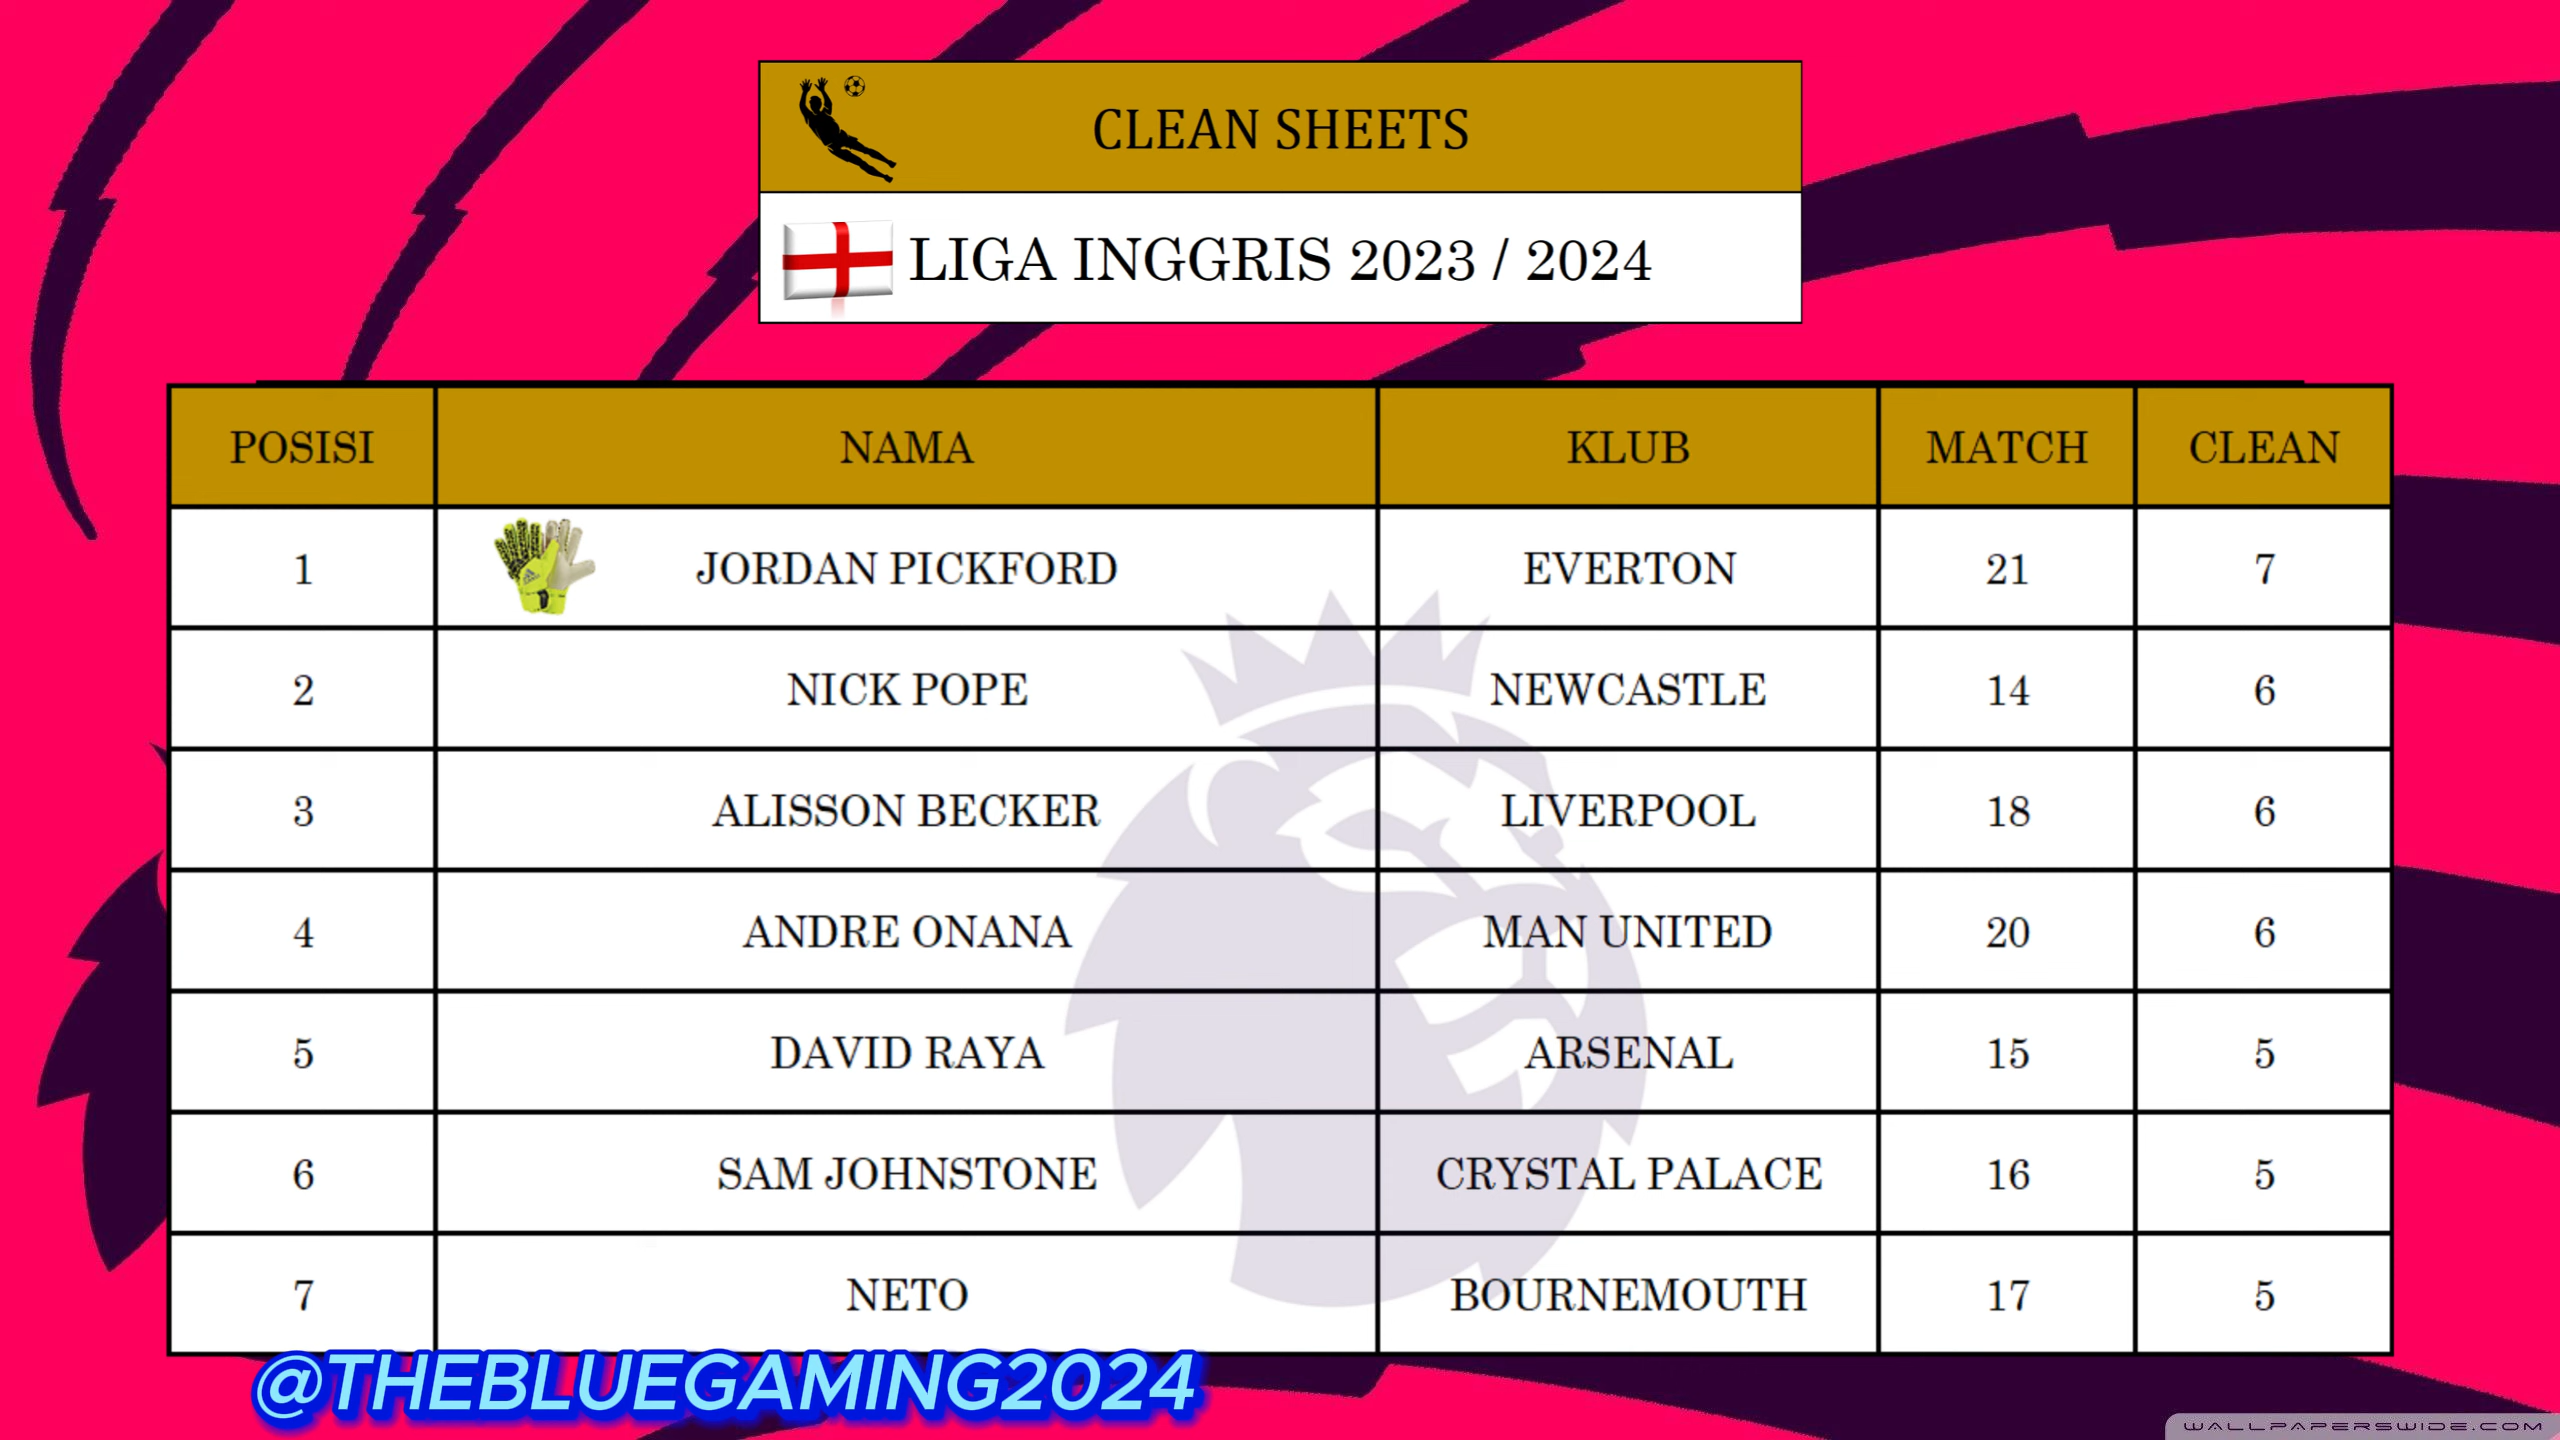 CLEAN SHEETS
LIGA INGGRIS 2023 / 2024
POSISI NAMA KLUB MATCH CLEAN
1 JORDAN PICKFORD EVERTON 21 7
2 NICK POPE NEWCASTLE 14 6
3 ALISSON BECKER LIVERPOOL 18 6
4 ANDRE ONANA MAN UNITED 20 6
5 DAVID RAYA ARSENAL 15 5
6 SAM JOHNSTONE CRYSTAL PALACE 16 5
7 NETO BOURNEMOUTH 17 5
@THEBLUEGAMING2024
WALLPAPERSWIDE.COM